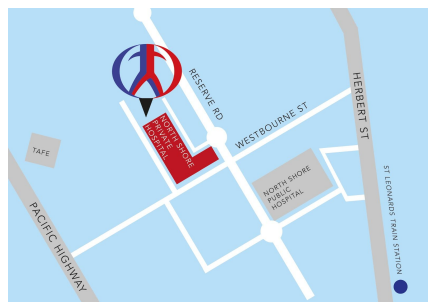 RESERVE RD
HERBERT ST
WESTBOURNE ST
NORTH SHORE
PRIVATE
HOSPITAL
TAFE
NORTH SHORE
PUBLIC
HOSPITAL
ST LEONARDS TRAIN STATION
PACIFIC HIGHWAY